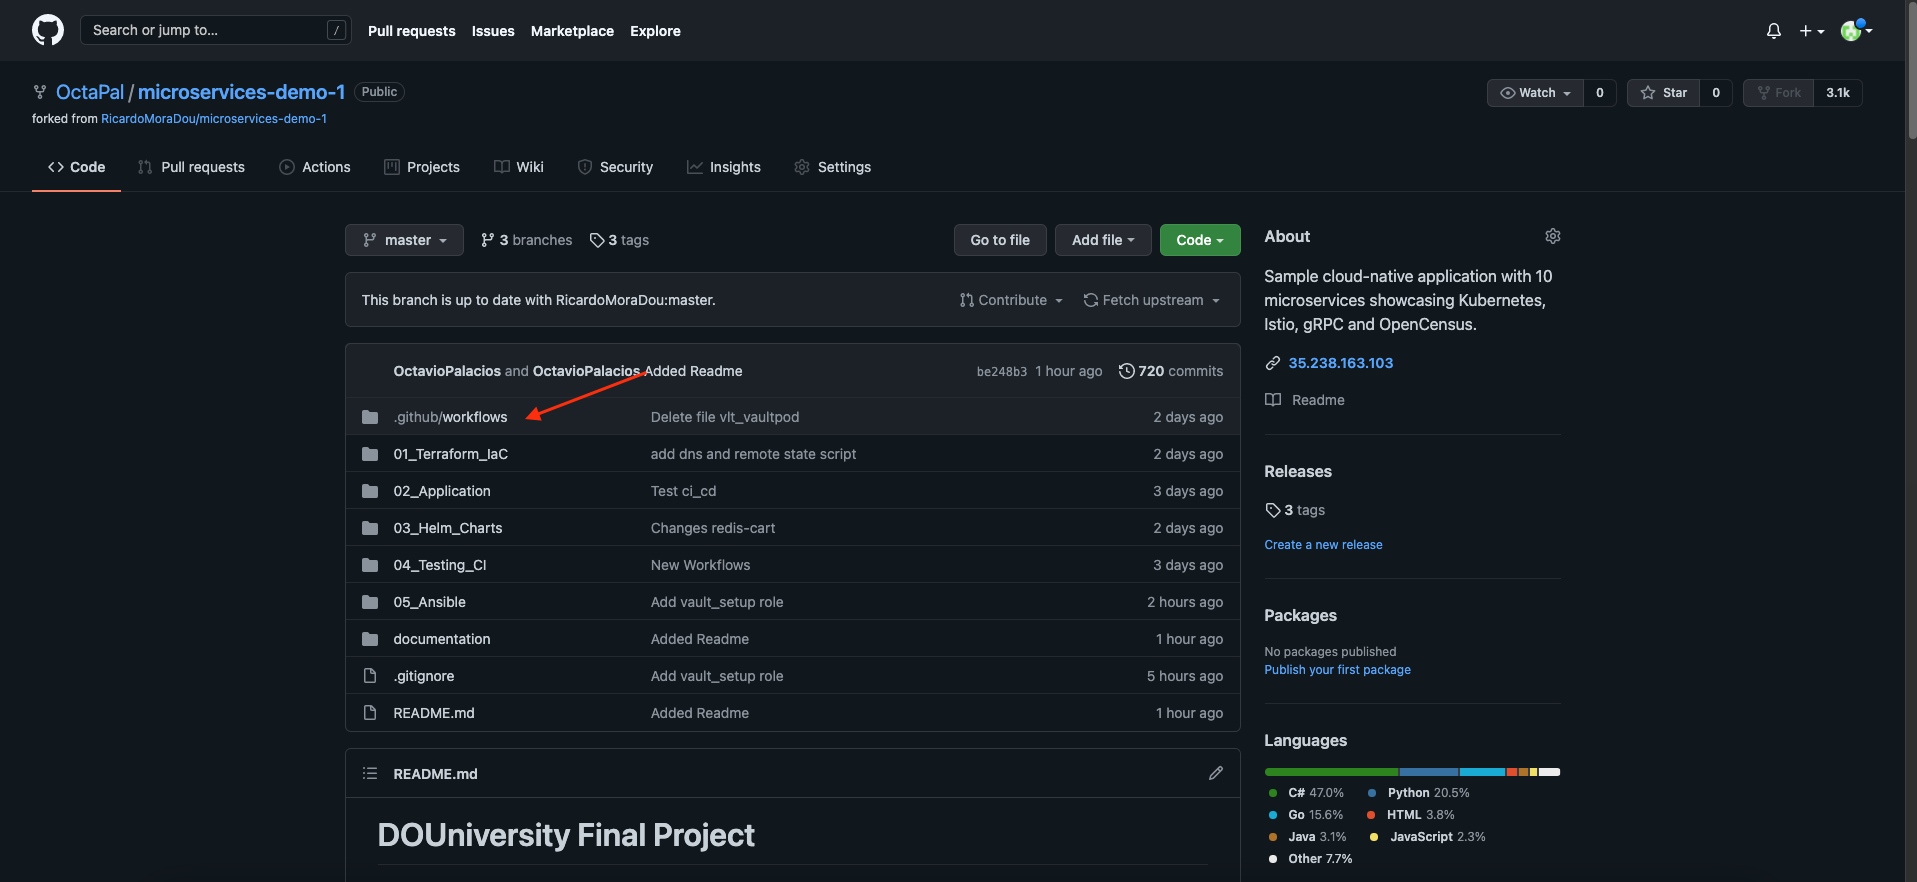 Search or jump to... / Pull requests Issues Marketplace Explore
OctaPal / microservices-demo-1 Public Watch 0 Star 0 Fork 3.1k
forked from RicardoMoraDou/microservices-demo-1
Code Pull requests Actions Projects Wiki Security Insights Settings
master 3 branches 3 tags Go to file Add file Code
This branch is up to date with RicardoMoraDou:master. Contribute Fetch upstream
OctavioPalacios and OctavioPalacios Added Readme be248b3 1 hour ago 720 commits
.github/workflows Delete file vlt_vaultpod 2 days ago
01_Terraform_IaC add dns and remote state script 2 days ago
02_Application Test ci_cd 3 days ago
03_Helm_Charts Changes redis-cart 2 days ago
04_Testing_CI New Workflows 3 days ago
05_Ansible Add vault_setup role 2 hours ago
documentation Added Readme 1 hour ago
.gitignore Add vault_setup role 5 hours ago
README.md Added Readme 1 hour ago
README.md
DOUniversity Final Project
About
Sample cloud-native application with 10
microservices showcasing Kubernetes,
Istio, gRPC and OpenCensus.
35.238.163.103
Readme
Releases
3 tags
Create a new release
Packages
No packages published
Publish your first package
Languages
C# 47.0% Python 20.5%
Go 15.6% HTML 3.8%
Java 3.1% JavaScript 2.3%
Other 7.7%